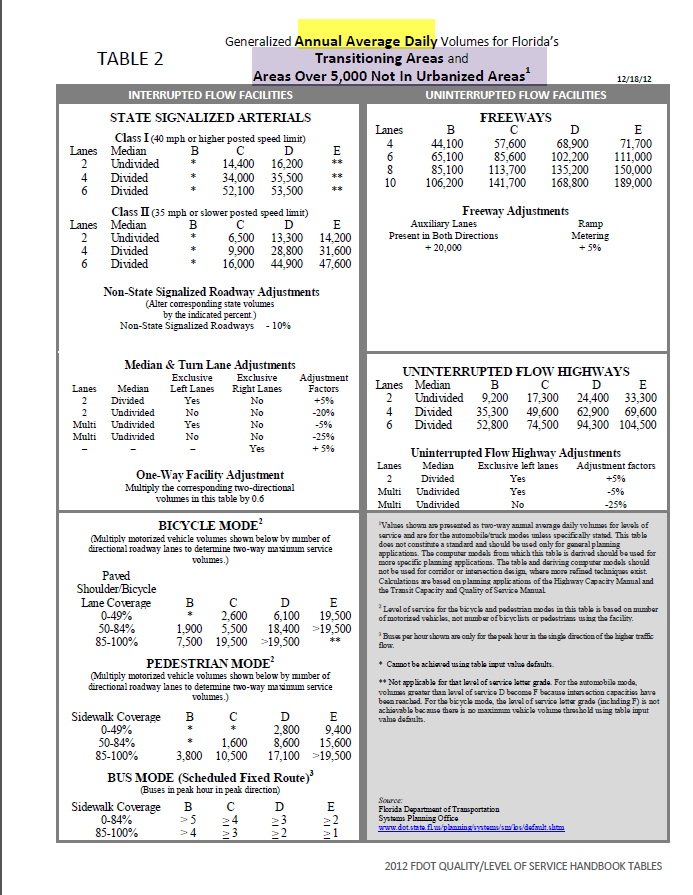 TABLE 2
Generalized Annual Average Daily Volumes for Florida's
Transitioning Areas and
Areas Over 5,000 Not In Urbanized Areas¹
12/18/12
INTERRUPTED FLOW FACILITIES
STATE SIGNALIZED ARTERIALS
Class I (40 mph or higher posted speed limit)
Lanes Median B C D E
2 Undivided * 14,400 16,200 **
4 Divided * 34,000 35,500 **
6 Divided * 52,100 53,500 **
Class II (35 mph or slower posted speed limit)
Lanes Median B C D E
2 Undivided * 6,500 13,300 14,200
4 Divided * 9,900 28,800 31,600
6 Divided * 16,000 44,900 47,600
Non-State Signalized Roadway Adjustments
(Alter corresponding state volumes
by the indicated percent.)
Non-State Signalized Roadways - 10%
Median & Turn Lane Adjustments
Exclusive Exclusive Adjustment
Lanes Median Left Lanes Right Lanes Factors
2 Divided Yes No +5%
2 Undivided No No -20%
Multi Undivided Yes No -5%
Multi Undivided No No -25%
– – – Yes + 5%
One-Way Facility Adjustment
Multiply the corresponding two-directional
volumes in this table by 0.6
BICYCLE MODE²
(Multiply motorized vehicle volumes shown below by number of
directional roadway lanes to determine two-way maximum service
volumes.)
Paved
Shoulder/Bicycle
Lane Coverage B C D E
0-49% * 2,600 6,100 19,500
50-84% 1,900 5,500 18,400 >19,500
85-100% 7,500 19,500 >19,500 **
PEDESTRIAN MODE²
(Multiply motorized vehicle volumes shown below by number of
directional roadway lanes to determine two-way maximum service
volumes.)
Sidewalk Coverage B C D E
0-49% * * 2,800 9,400
50-84% * 1,600 8,600 15,600
85-100% 3,800 10,500 17,100 >19,500
BUS MODE (Scheduled Fixed Route)³
(Buses in peak hour in peak direction)
Sidewalk Coverage B C D E
0-84% > 5 ≥ 4 ≥ 3 ≥ 2
85-100% > 4 ≥ 3 ≥ 2 ≥ 1
UNINTERRUPTED FLOW FACILITIES
FREEWAYS
Lanes B C D E
4 44,100 57,600 68,900 71,700
6 65,100 85,600 102,200 111,000
8 85,100 113,700 135,200 150,000
10 106,200 141,700 168,800 189,000
Freeway Adjustments
Auxiliary Lanes Ramp
Present in Both Directions Metering
+ 20,000 + 5%
UNINTERRUPTED FLOW HIGHWAYS
Lanes Median B C D E
2 Undivided 9,200 17,300 24,400 33,300
4 Divided 35,300 49,600 62,900 69,600
6 Divided 52,800 74,500 94,300 104,500
Uninterrupted Flow Highway Adjustments
Lanes Median Exclusive left lanes Adjustment factors
2 Divided Yes +5%
Multi Undivided Yes -5%
Multi Undivided No -25%
¹Values shown are presented as two-way annual average daily volumes for levels of
service and are for the automobile/truck modes unless specifically stated. This table
does not constitute a standard and should be used only for general planning
applications. The computer models from which this table is derived should be used for
more specific planning applications. The table and deriving computer models should
not be used for corridor or intersection design, where more refined techniques exist.
Calculations are based on planning applications of the Highway Capacity Manual and
the Transit Capacity and Quality of Service Manual.
² Level of service for the bicycle and pedestrian modes in this table is based on number
of motorized vehicles, not number of bicyclists or pedestrians using the facility.
³ Buses per hour shown are only for the peak hour in the single direction of the higher traffic
flow.
* Cannot be achieved using table input value defaults.
** Not applicable for that level of service letter grade. For the automobile mode,
volumes greater than level of service D become F because intersection capacities have
been reached. For the bicycle mode, the level of service letter grade (including F) is not
achievable because there is no maximum vehicle volume threshold using table input
value defaults.
Source:
Florida Department of Transportation
Systems Planning Office
www.dot.state.fl.us/planning/systems/sm/los/default.shtm
2012 FDOT QUALITY/LEVEL OF SERVICE HANDBOOK TABLES